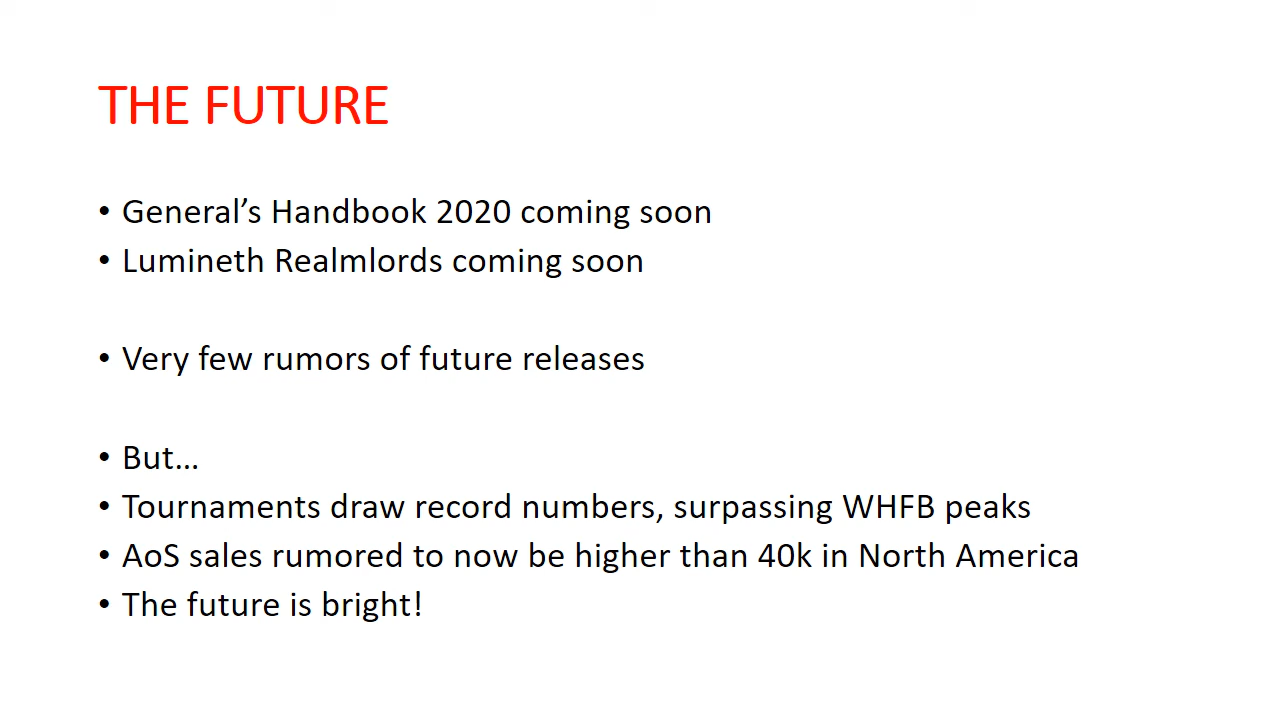 THE FUTURE
• General’s Handbook 2020 coming soon
• Lumineth Realmlords coming soon
• Very few rumors of future releases
• But…
• Tournaments draw record numbers, surpassing WHFB peaks
• AoS sales rumored to now be higher than 40k in North America
• The future is bright!